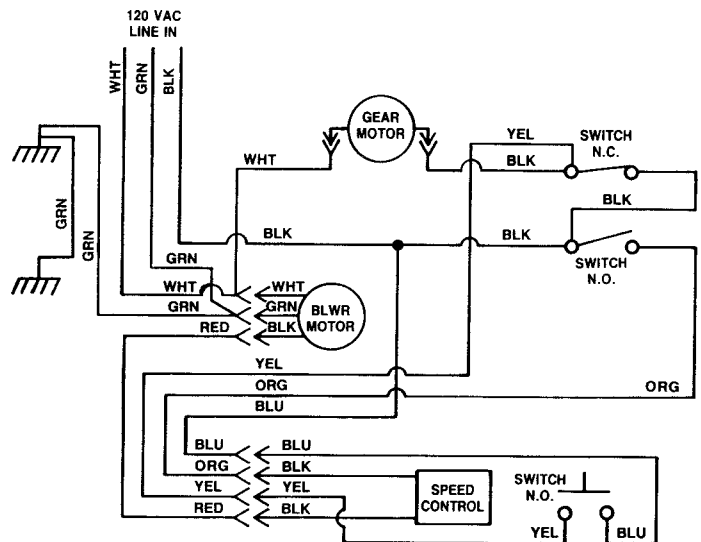 120 VAC
LINE IN
WHT
GRN
BLK
GEAR
MOTOR
YEL
SWITCH
N.C.
WHT
BLK
BLK
GRN
GRN
BLK
BLK
SWITCH
N.O.
GRN
WHT
WHT
GRN
GRN
BLWR
MOTOR
RED
BLK
YEL
ORG
ORG
BLU
BLU
BLU
ORG
BLK
YEL
YEL
RED
BLK
SPEED
CONTROL
SWITCH
N.O.
YEL
BLU